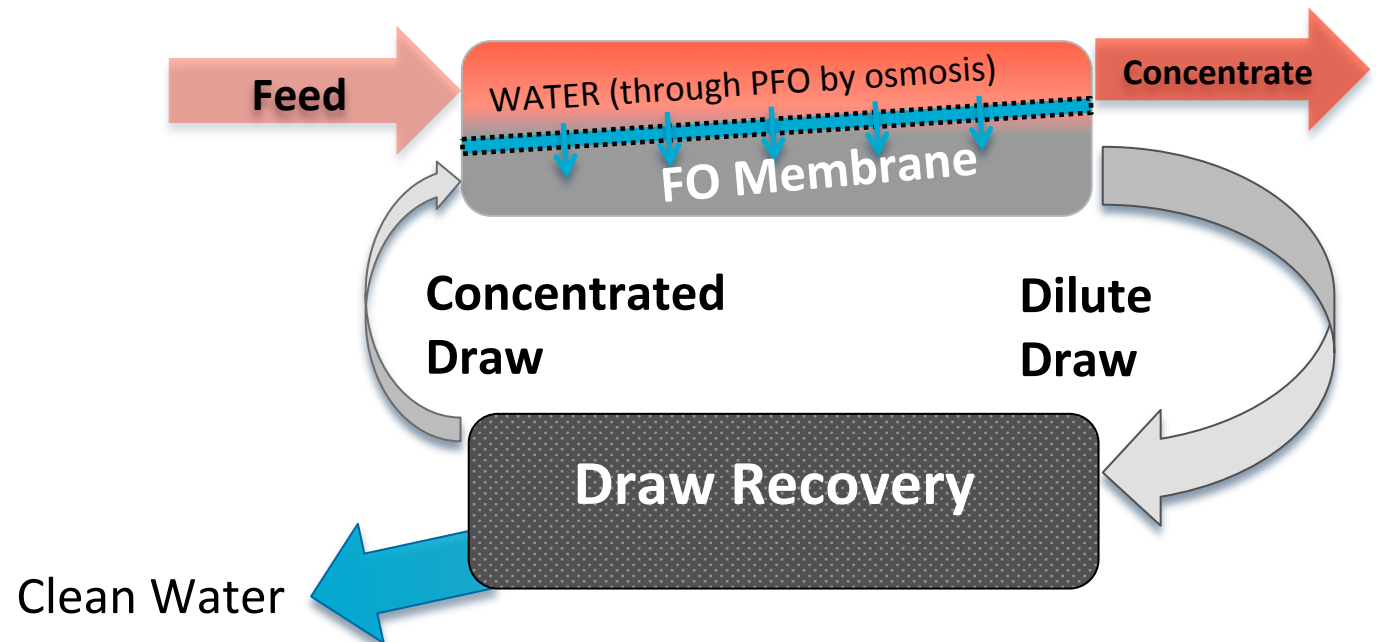 Feed
WATER (through PFO by osmosis)
Concentrate
FO Membrane
Concentrated
Draw
Dilute
Draw
Draw Recovery
Clean Water